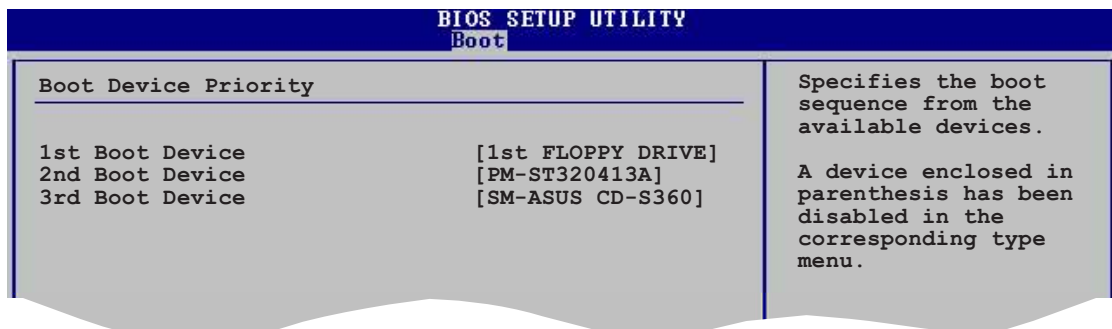 BIOS SETUP UTILITY
Boot
Boot Device Priority
1st Boot Device [1st FLOPPY DRIVE]
2nd Boot Device [PM-ST320413A]
3rd Boot Device [SM-ASUS CD-S360]
Specifies the boot
sequence from the
available devices.
A device enclosed in
parenthesis has been
disabled in the
corresponding type
menu.